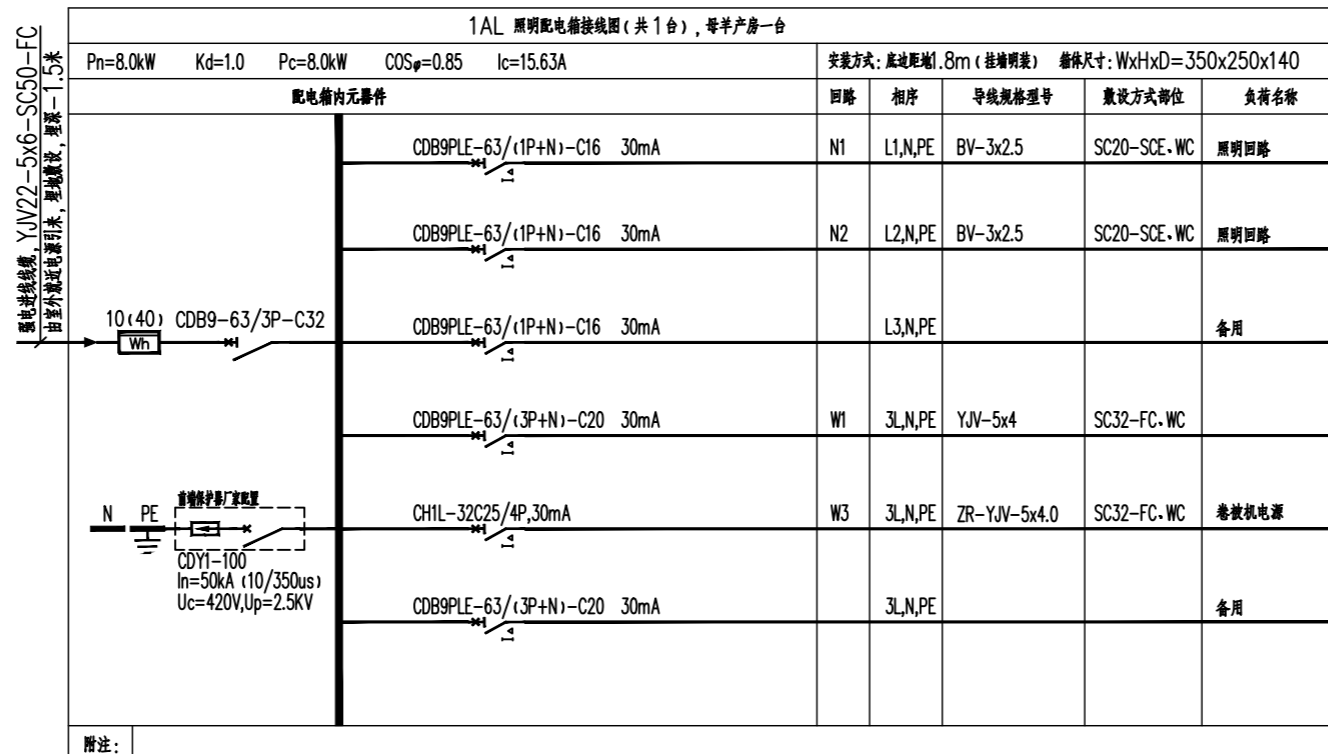 1AL 照明配电箱接线图(共1台),母羊产房一台
Pn=8.0kW Kd=1.0 Pc=8.0kW COSφ=0.85 Ic=15.63A
安装方式:底边距地1.8m(挂墙明装) 箱体尺寸:WxHxD=350x250x140
配电箱内元器件 回路 相序 导线规格型号 敷设方式部位 负荷名称
强电进线线缆,YJV22-5x6-SC50-FC
由室外就近电源引来,埋地敷设,埋深-1.5米
CDB9PLE-63/(1P+N)-C16 30mA N1 L1,N,PE BV-3x2.5 SC20-SCE.WC 照明回路
CDB9PLE-63/(1P+N)-C16 30mA N2 L2,N,PE BV-3x2.5 SC20-SCE.WC 照明回路
10(40) CDB9-63/3P-C32
Wh
CDB9PLE-63/(1P+N)-C16 30mA L3,N,PE 备用
CDB9PLE-63/(3P+N)-C20 30mA W1 3L,N,PE YJV-5x4 SC32-FC.WC
前端保护器厂家配置
N PE
CH1L-32C25/4P,30mA W3 3L,N,PE ZR-YJV-5x4.0 SC32-FC.WC 卷被机电源
CDY1-100
In=50kA (10/350us)
Uc=420V,Up=2.5KV
CDB9PLE-63/(3P+N)-C20 30mA 3L,N,PE 备用
附注: